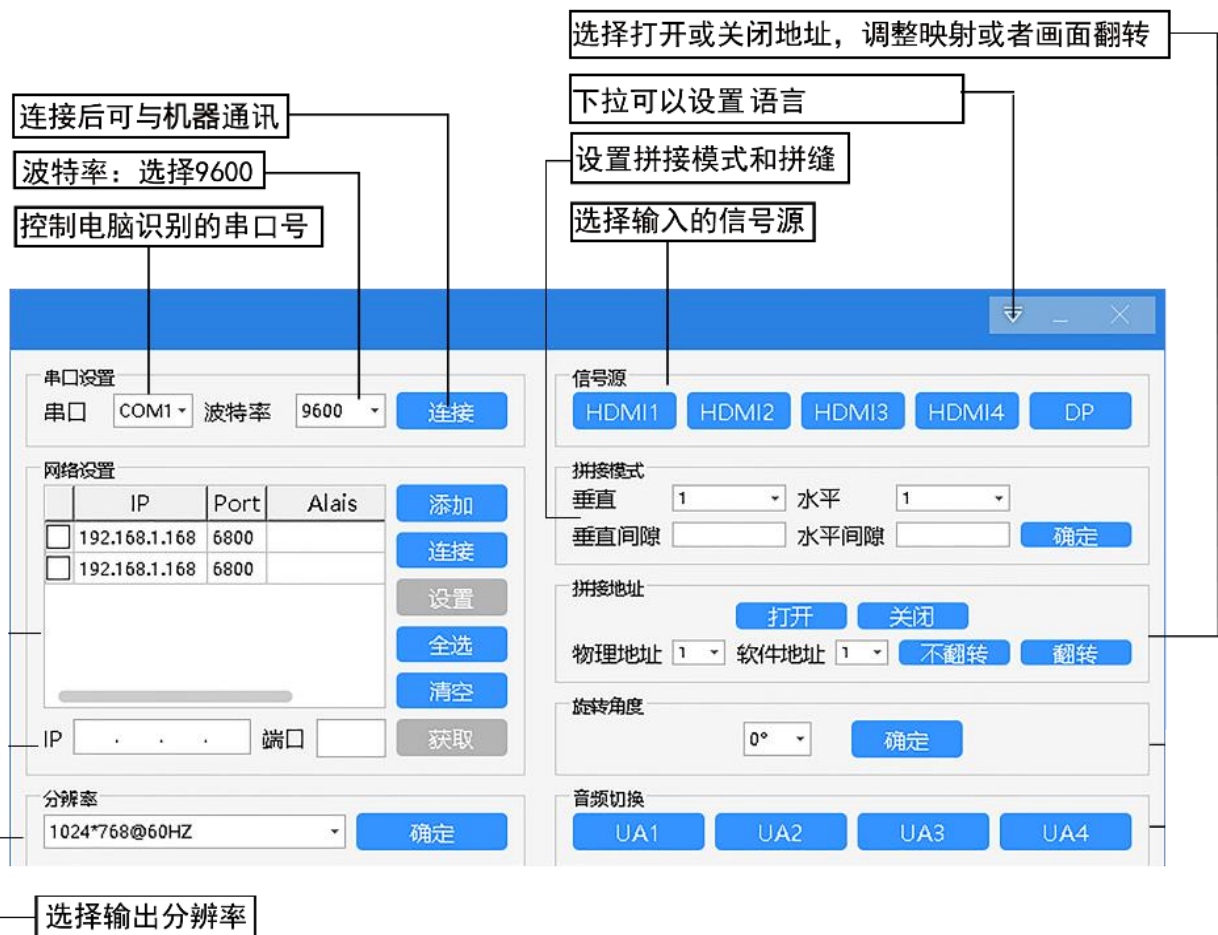 选择打开或关闭地址，调整映射或者画面翻转
下拉可以设置 语言
连接后可与机器通讯
设置拼接模式和拼缝
波特率：选择9600
控制电脑识别的串口号
选择输入的信号源
串口设置
串口 COM1 波特率 9600 连接
网络设置
IP Port Alais
192.168.1.168 6800
192.168.1.168 6800
添加
连接
设置
全选
清空
IP . . . 端口 获取
分辨率
1024*768@60HZ 确定
信号源
HDMI1 HDMI2 HDMI3 HDMI4 DP
拼接模式
垂直 1 水平 1
垂直间隙 水平间隙 确定
拼接地址
打开 关闭
物理地址 1 软件地址 1 不翻转 翻转
旋转角度
0° 确定
音频切换
UA1 UA2 UA3 UA4
选择输出分辨率